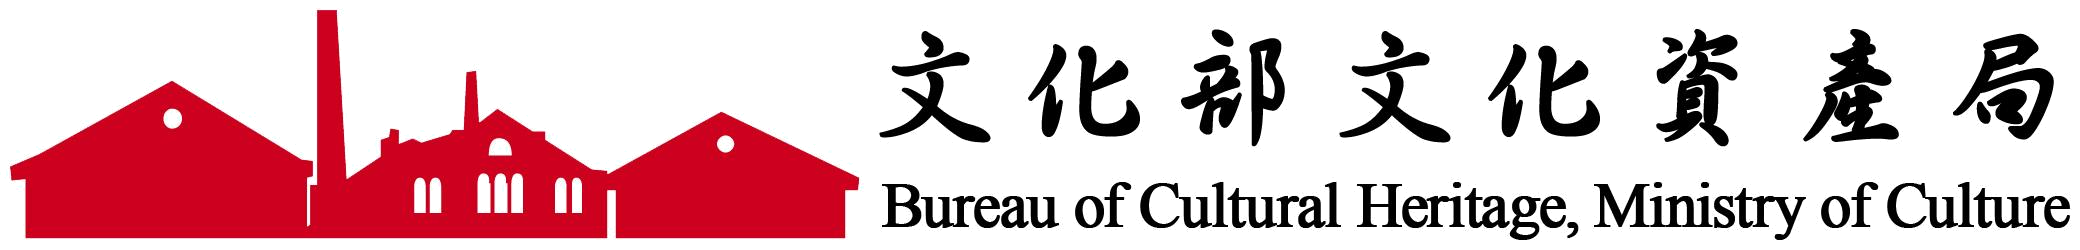 文化部文化資產局
Bureau of Cultural Heritage, Ministry of Culture